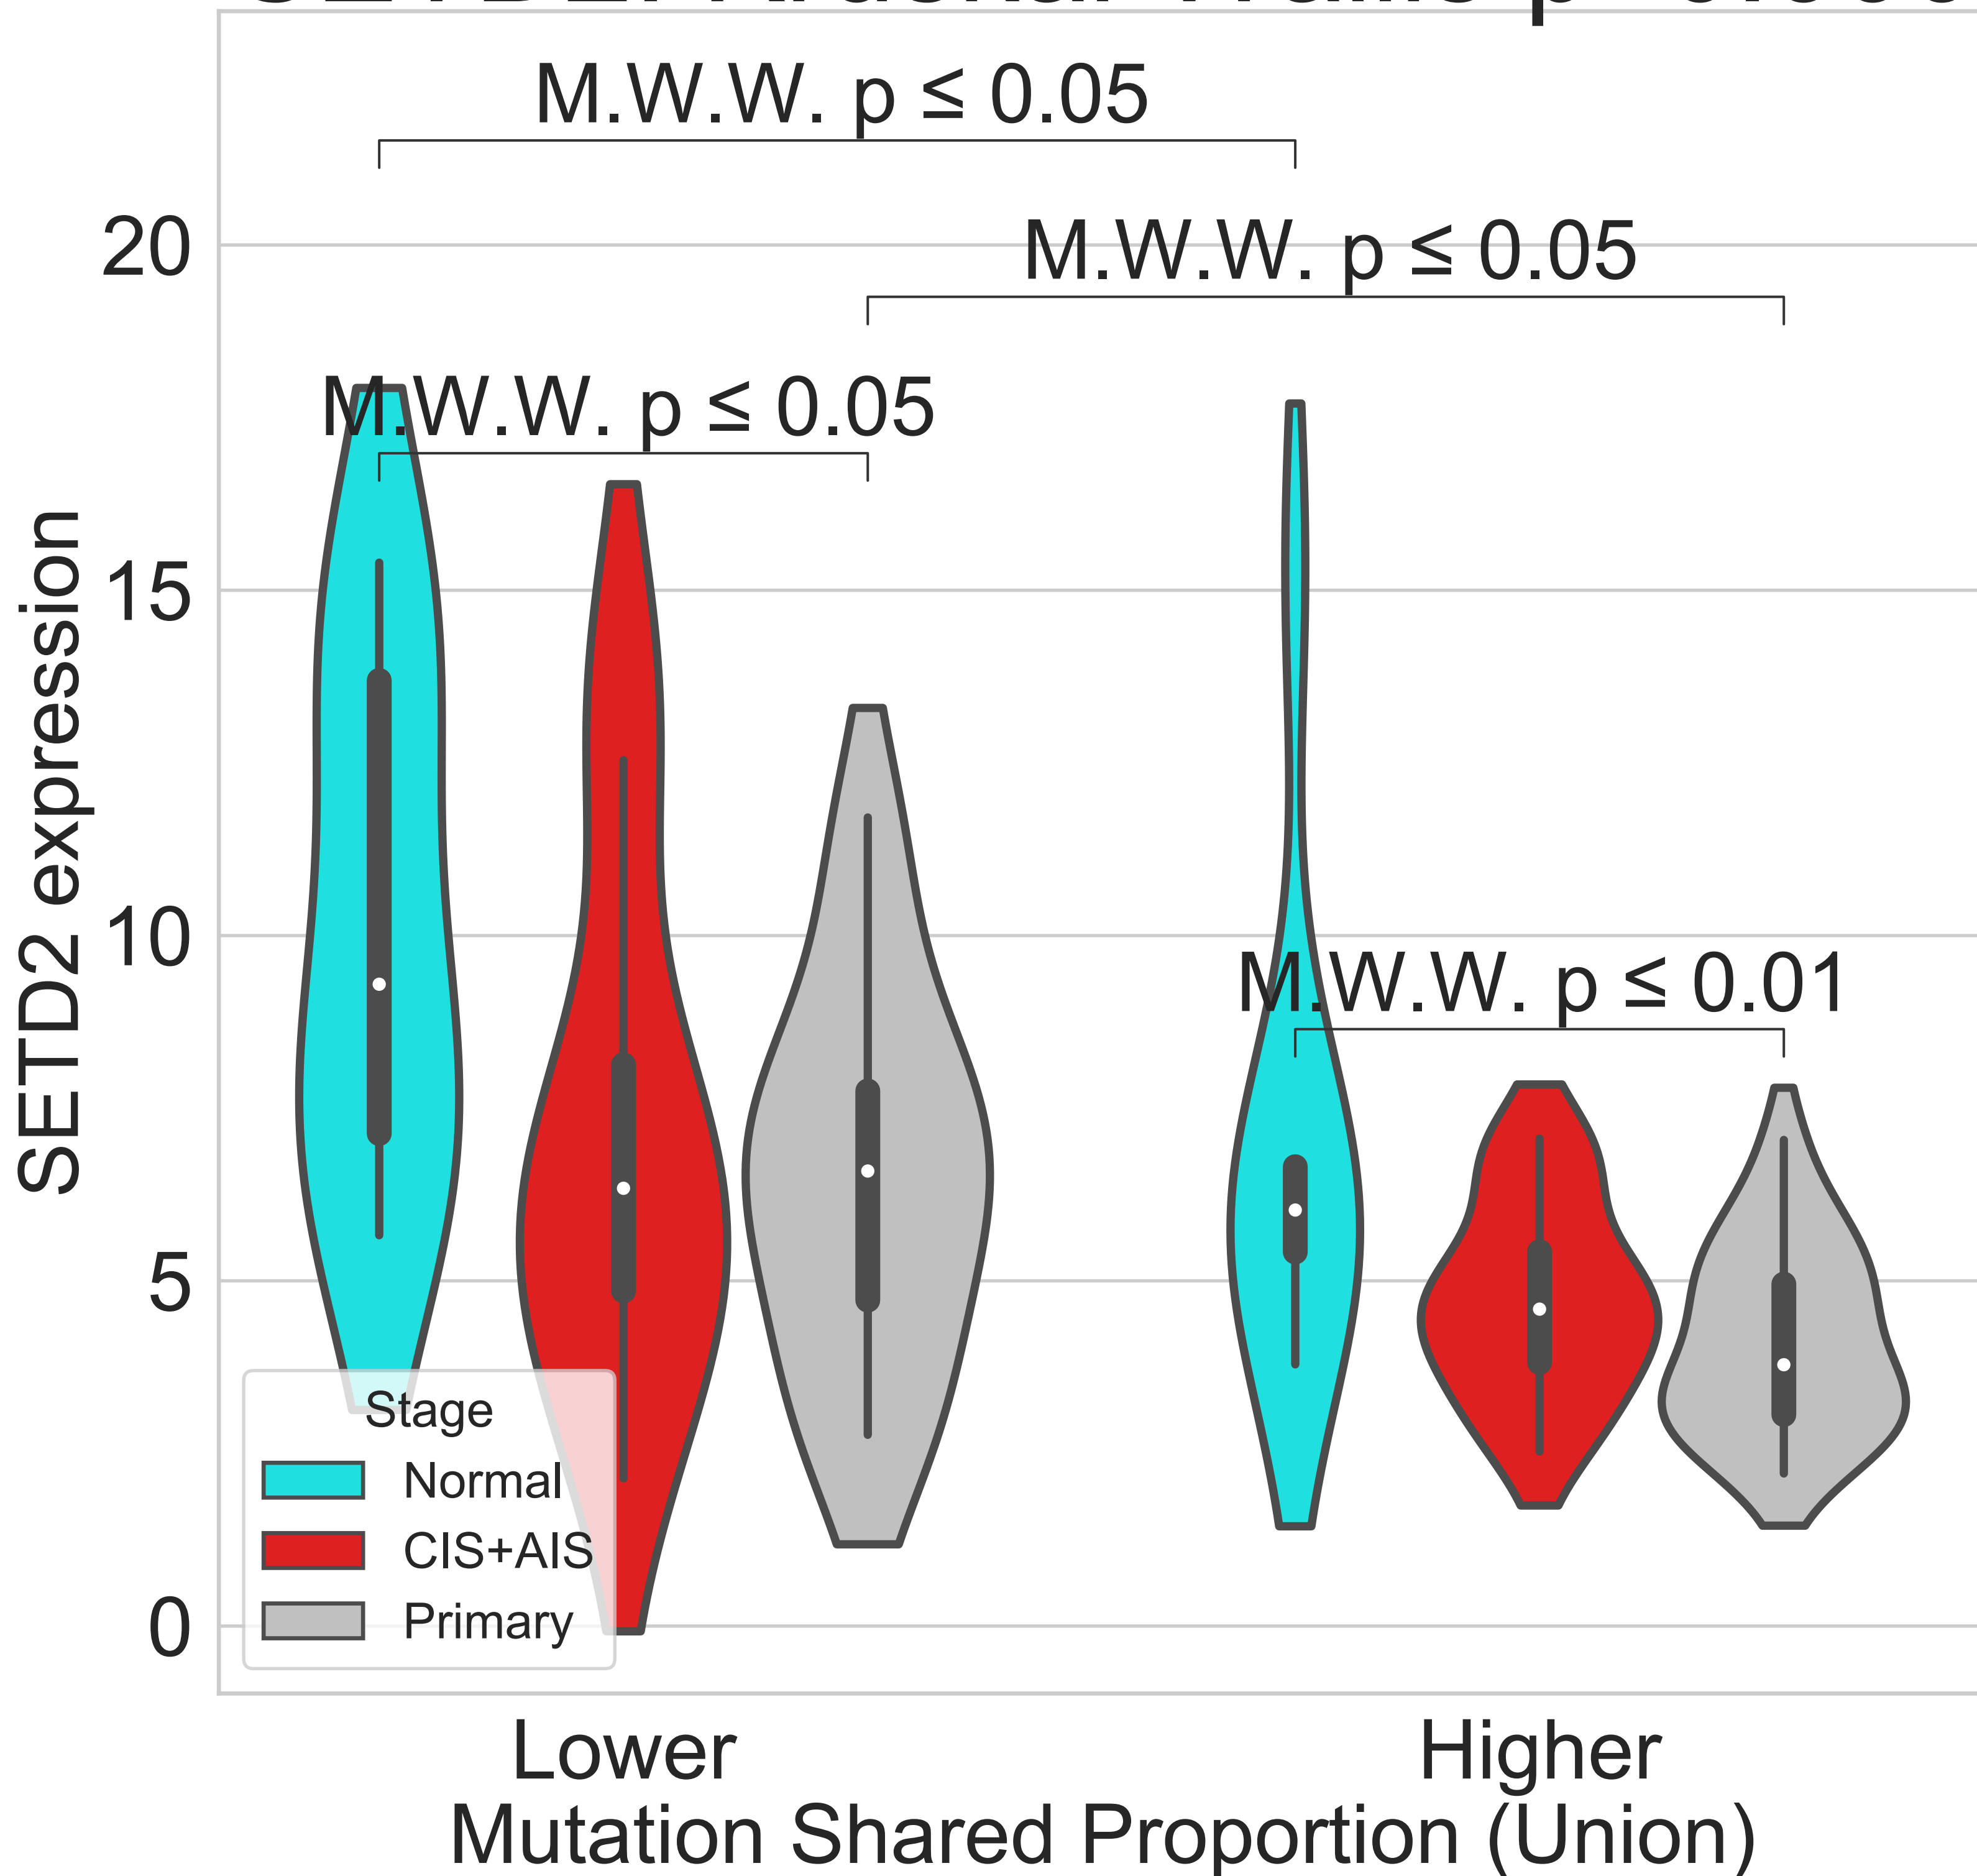 M.W.W. p ≤ 0.05
M.W.W. p ≤ 0.05
M.W.W. p ≤ 0.05
M.W.W. p ≤ 0.01
SETD2 expression
20
15
10
5
0
Stage
Normal
CIS+AIS
Primary
Lower
Higher
Mutation Shared Proportion (Union)